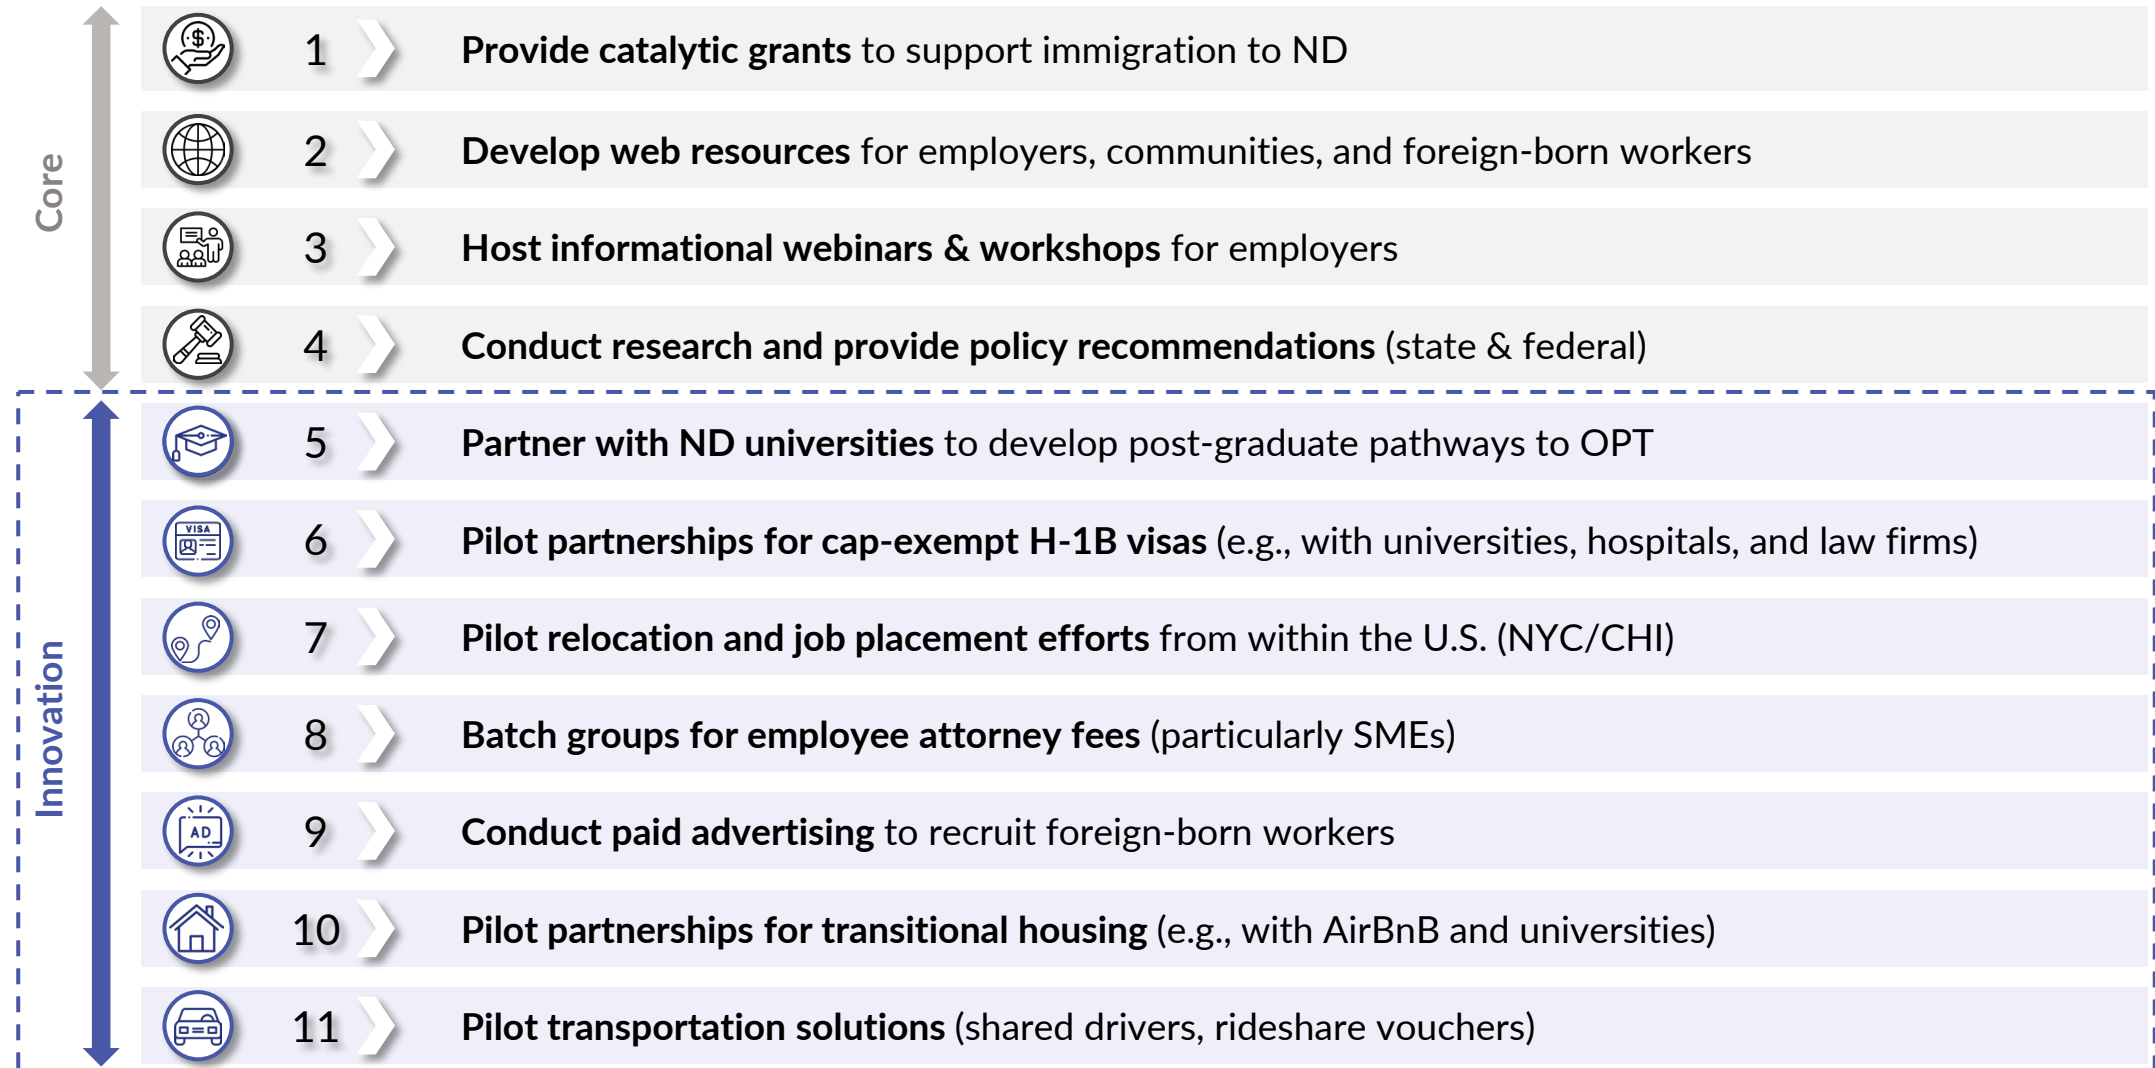 Core
1 Provide catalytic grants to support immigration to ND
2 Develop web resources for employers, communities, and foreign-born workers
3 Host informational webinars & workshops for employers
4 Conduct research and provide policy recommendations (state & federal)
Innovation
5 Partner with ND universities to develop post-graduate pathways to OPT
VISA
6 Pilot partnerships for cap-exempt H-1B visas (e.g., with universities, hospitals, and law firms)
7 Pilot relocation and job placement efforts from within the U.S. (NYC/CHI)
8 Batch groups for employee attorney fees (particularly SMEs)
AD
9 Conduct paid advertising to recruit foreign-born workers
10 Pilot partnerships for transitional housing (e.g., with AirBnB and universities)
11 Pilot transportation solutions (shared drivers, rideshare vouchers)